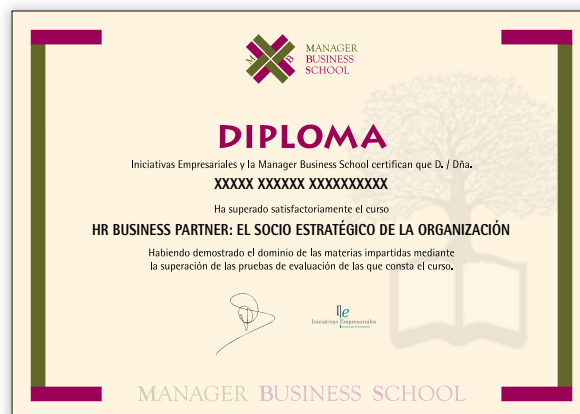 M B
MANAGER
BUSINESS
SCHOOL
DIPLOMA
Iniciativas Empresariales y la Manager Business School certifican que D. / Dña.
XXXXX XXXXXX XXXXXXXXXX
Ha superado satisfactoriamente el curso
HR BUSINESS PARTNER: EL SOCIO ESTRATÉGICO DE LA ORGANIZACIÓN
Habiendo demostrado el dominio de las materias impartidas mediante
la superación de las pruebas de evaluación de las que consta el curso.
Iniciativas Empresariales
MANAGER BUSINESS SCHOOL